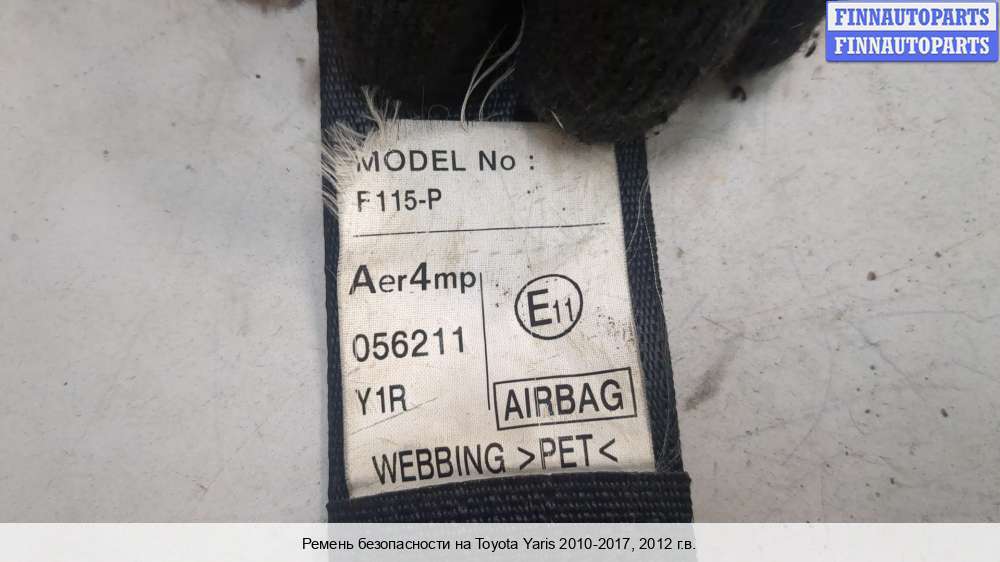 FINNAUTOPARTS
FINNAUTOPARTS
MODEL No :
F115-P
Aer4mp
E11
056211
Y1R
AIRBAG
WEBBING >PET<
Ремень безопасности на Toyota Yaris 2010-2017, 2012 г.в.